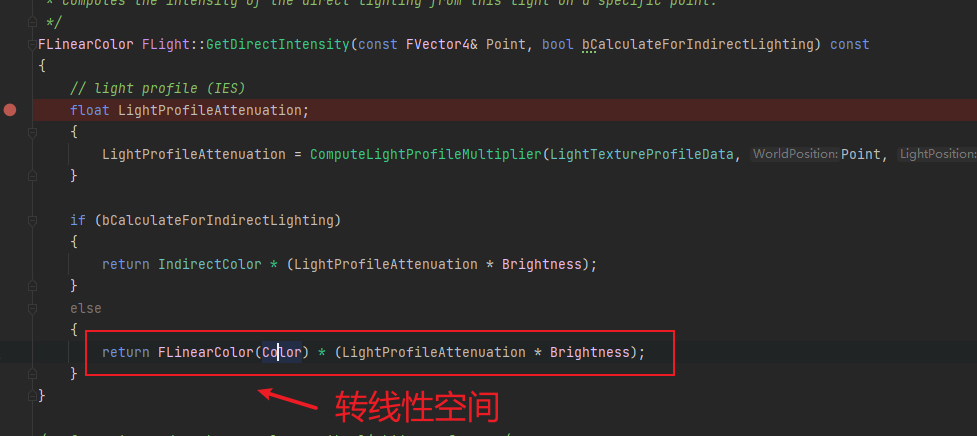 * Computes the intensity of the direct lighting from this light on a specific point.
*/
FLinearColor FLight::GetDirectIntensity(const FVector4& Point, bool bCalculateForIndirectLighting) const
{
// light profile (IES)
float LightProfileAttenuation;
{
LightProfileAttenuation = ComputeLightProfileMultiplier(LightTextureProfileData, WorldPosition: Point, LightPosition:
}
if (bCalculateForIndirectLighting)
{
return IndirectColor * (LightProfileAttenuation * Brightness);
}
else
{
return FLinearColor(Color) * (LightProfileAttenuation * Brightness);
}
}
转线性空间